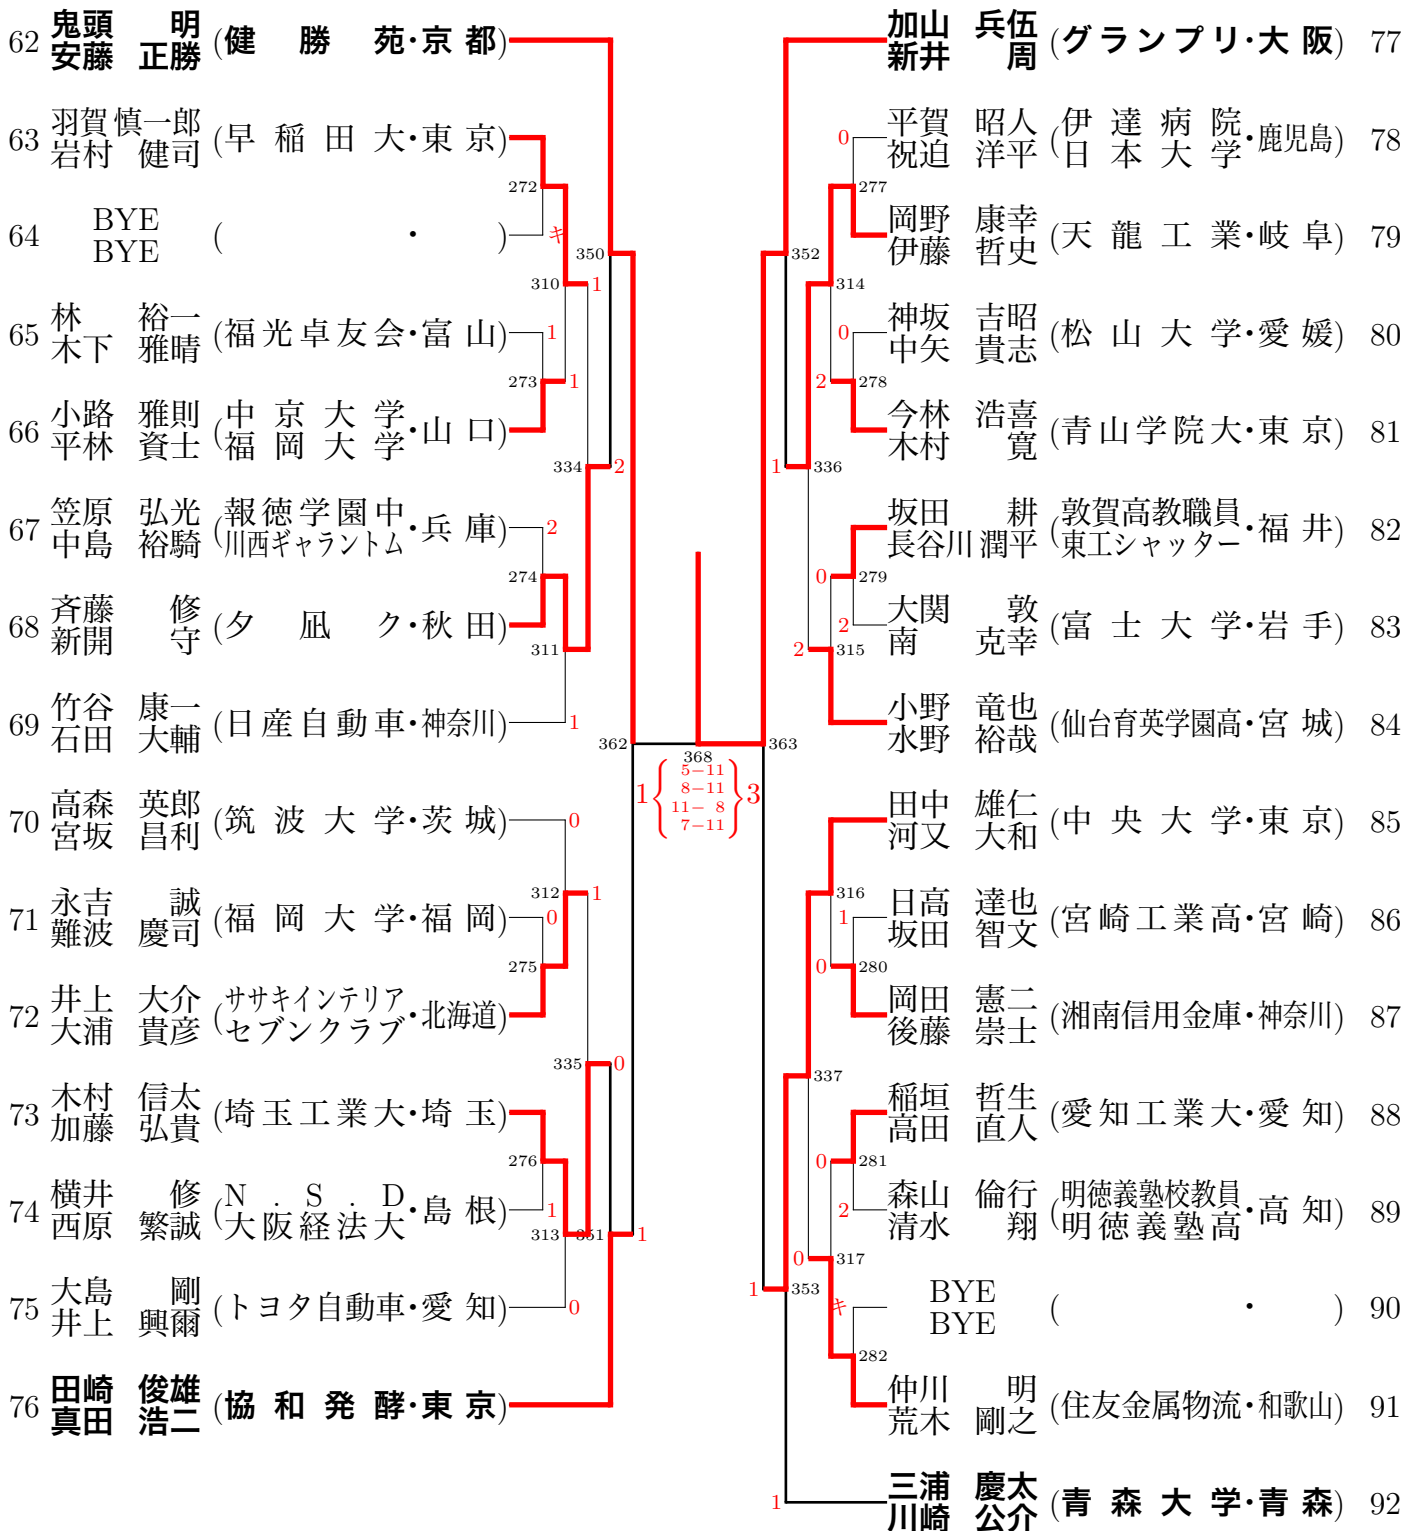 62 鬼頭 明 安藤 正勝 (健勝苑・京都)
63 羽賀 慎一郎 岩村 健司 (早稲田大・東京)
64 BYE BYE ( ・ )
65 林 裕一 木下 雅晴 (福光卓友会・富山)
66 小路 雅則 平林 資士 (中京大学 福岡大学・山口)
67 笠原 弘光 中島 裕騎 (報徳学園中 川西ギャラントム・兵庫)
68 斉藤 修 新開 守 (夕凪ク・秋田)
69 竹谷 康一 石田 大輔 (日産自動車・神奈川)
70 高森 英郎 宮坂 昌利 (筑波大学・茨城)
71 永吉 誠 難波 慶司 (福岡大学・福岡)
72 井上 大介 大浦 貴彦 (ササキインテリア セブンクラブ・北海道)
73 木村 信太 加藤 弘貴 (埼玉工業大・埼玉)
74 横井 修 西原 繁誠 (N.S.D 大阪経法大・島根)
75 大島 剛 井上 興爾 (トヨタ自動車・愛知)
76 田崎 俊雄 真田 浩二 (協和発酵・東京)
272
キ
350
310 1
1
273 1
334 2
2
274
311
1
362
0
312 1
0
275
335 0
276
1
313 351 1
0
368
1 { 5-11 8-11 11-8 7-11 } 3
加山 兵伍 新井 周 (グランプリ・大阪) 77
平賀 昭人 祝迫 洋平 (伊達病院 日本大学・鹿児島) 78
岡野 康幸 伊藤 哲史 (天龍工業・岐阜) 79
神坂 吉昭 中矢 貴志 (松山大学・愛媛) 80
今林 浩喜 木村 寛 (青山学院大・東京) 81
坂田 耕 長谷川 潤平 (敦賀高教職員 東工シャッター・福井) 82
大関 敦 南 克幸 (富士大学・岩手) 83
小野 竜也 水野 裕哉 (仙台育英学園高・宮城) 84
田中 雄仁 河又 大和 (中央大学・東京) 85
日高 達也 坂田 智文 (宮崎工業高・宮崎) 86
岡田 憲二 後藤 崇士 (湘南信用金庫・神奈川) 87
稲垣 哲生 高田 直人 (愛知工業大・愛知) 88
森山 倫行 清水 翔 (明徳義塾校教員 明徳義塾高・高知) 89
BYE BYE ( ・ ) 90
仲川 明 荒木 剛之 (住友金属物流・和歌山) 91
三浦 慶太 川崎 公介 (青森大学・青森) 92
0
277
352
314
0
2 278
1 336
0 279
2
2 315
363
316
1
0 280
337
0 281
2
0 317
1 353
キ
282
1